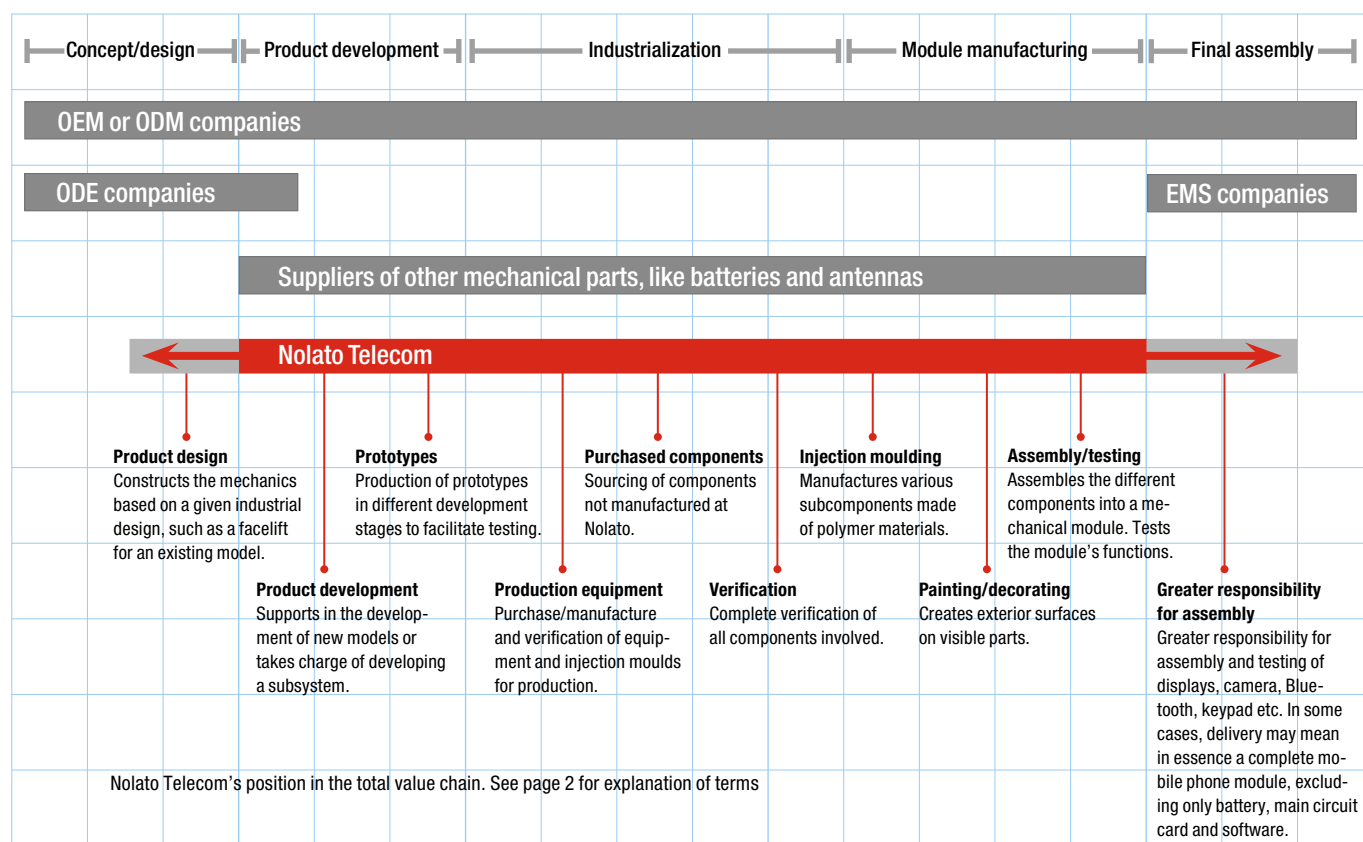 Concept/design
Product development
Industrialization
Module manufacturing
Final assembly
OEM or ODM companies
ODE companies
EMS companies
Suppliers of other mechanical parts, like batteries and antennas
Nolato Telecom
Product design
Constructs the mechanics
based on a given industrial
design, such as a facelift
for an existing model.
Prototypes
Production of prototypes
in different development
stages to facilitate testing.
Purchased components
Sourcing of components
not manufactured at
Nolato.
Injection moulding
Manufactures various
subcomponents made
of polymer materials.
Assembly/testing
Assembles the different
components into a me-
chanical module. Tests
the module's functions.
Product development
Supports in the develop-
ment of new models or
takes charge of developing
a subsystem.
Production equipment
Purchase/manufacture
and verification of equip-
ment and injection moulds
for production.
Verification
Complete verification of
all components involved.
Painting/decorating
Creates exterior surfaces
on visible parts.
Greater responsibility
for assembly
Greater responsibility for
assembly and testing of
displays, camera, Blue-
tooth, keypad etc. In some
cases, delivery may mean
in essence a complete mo-
bile phone module, exclud-
ing only battery, main circuit
card and software.
Nolato Telecom's position in the total value chain. See page 2 for explanation of terms